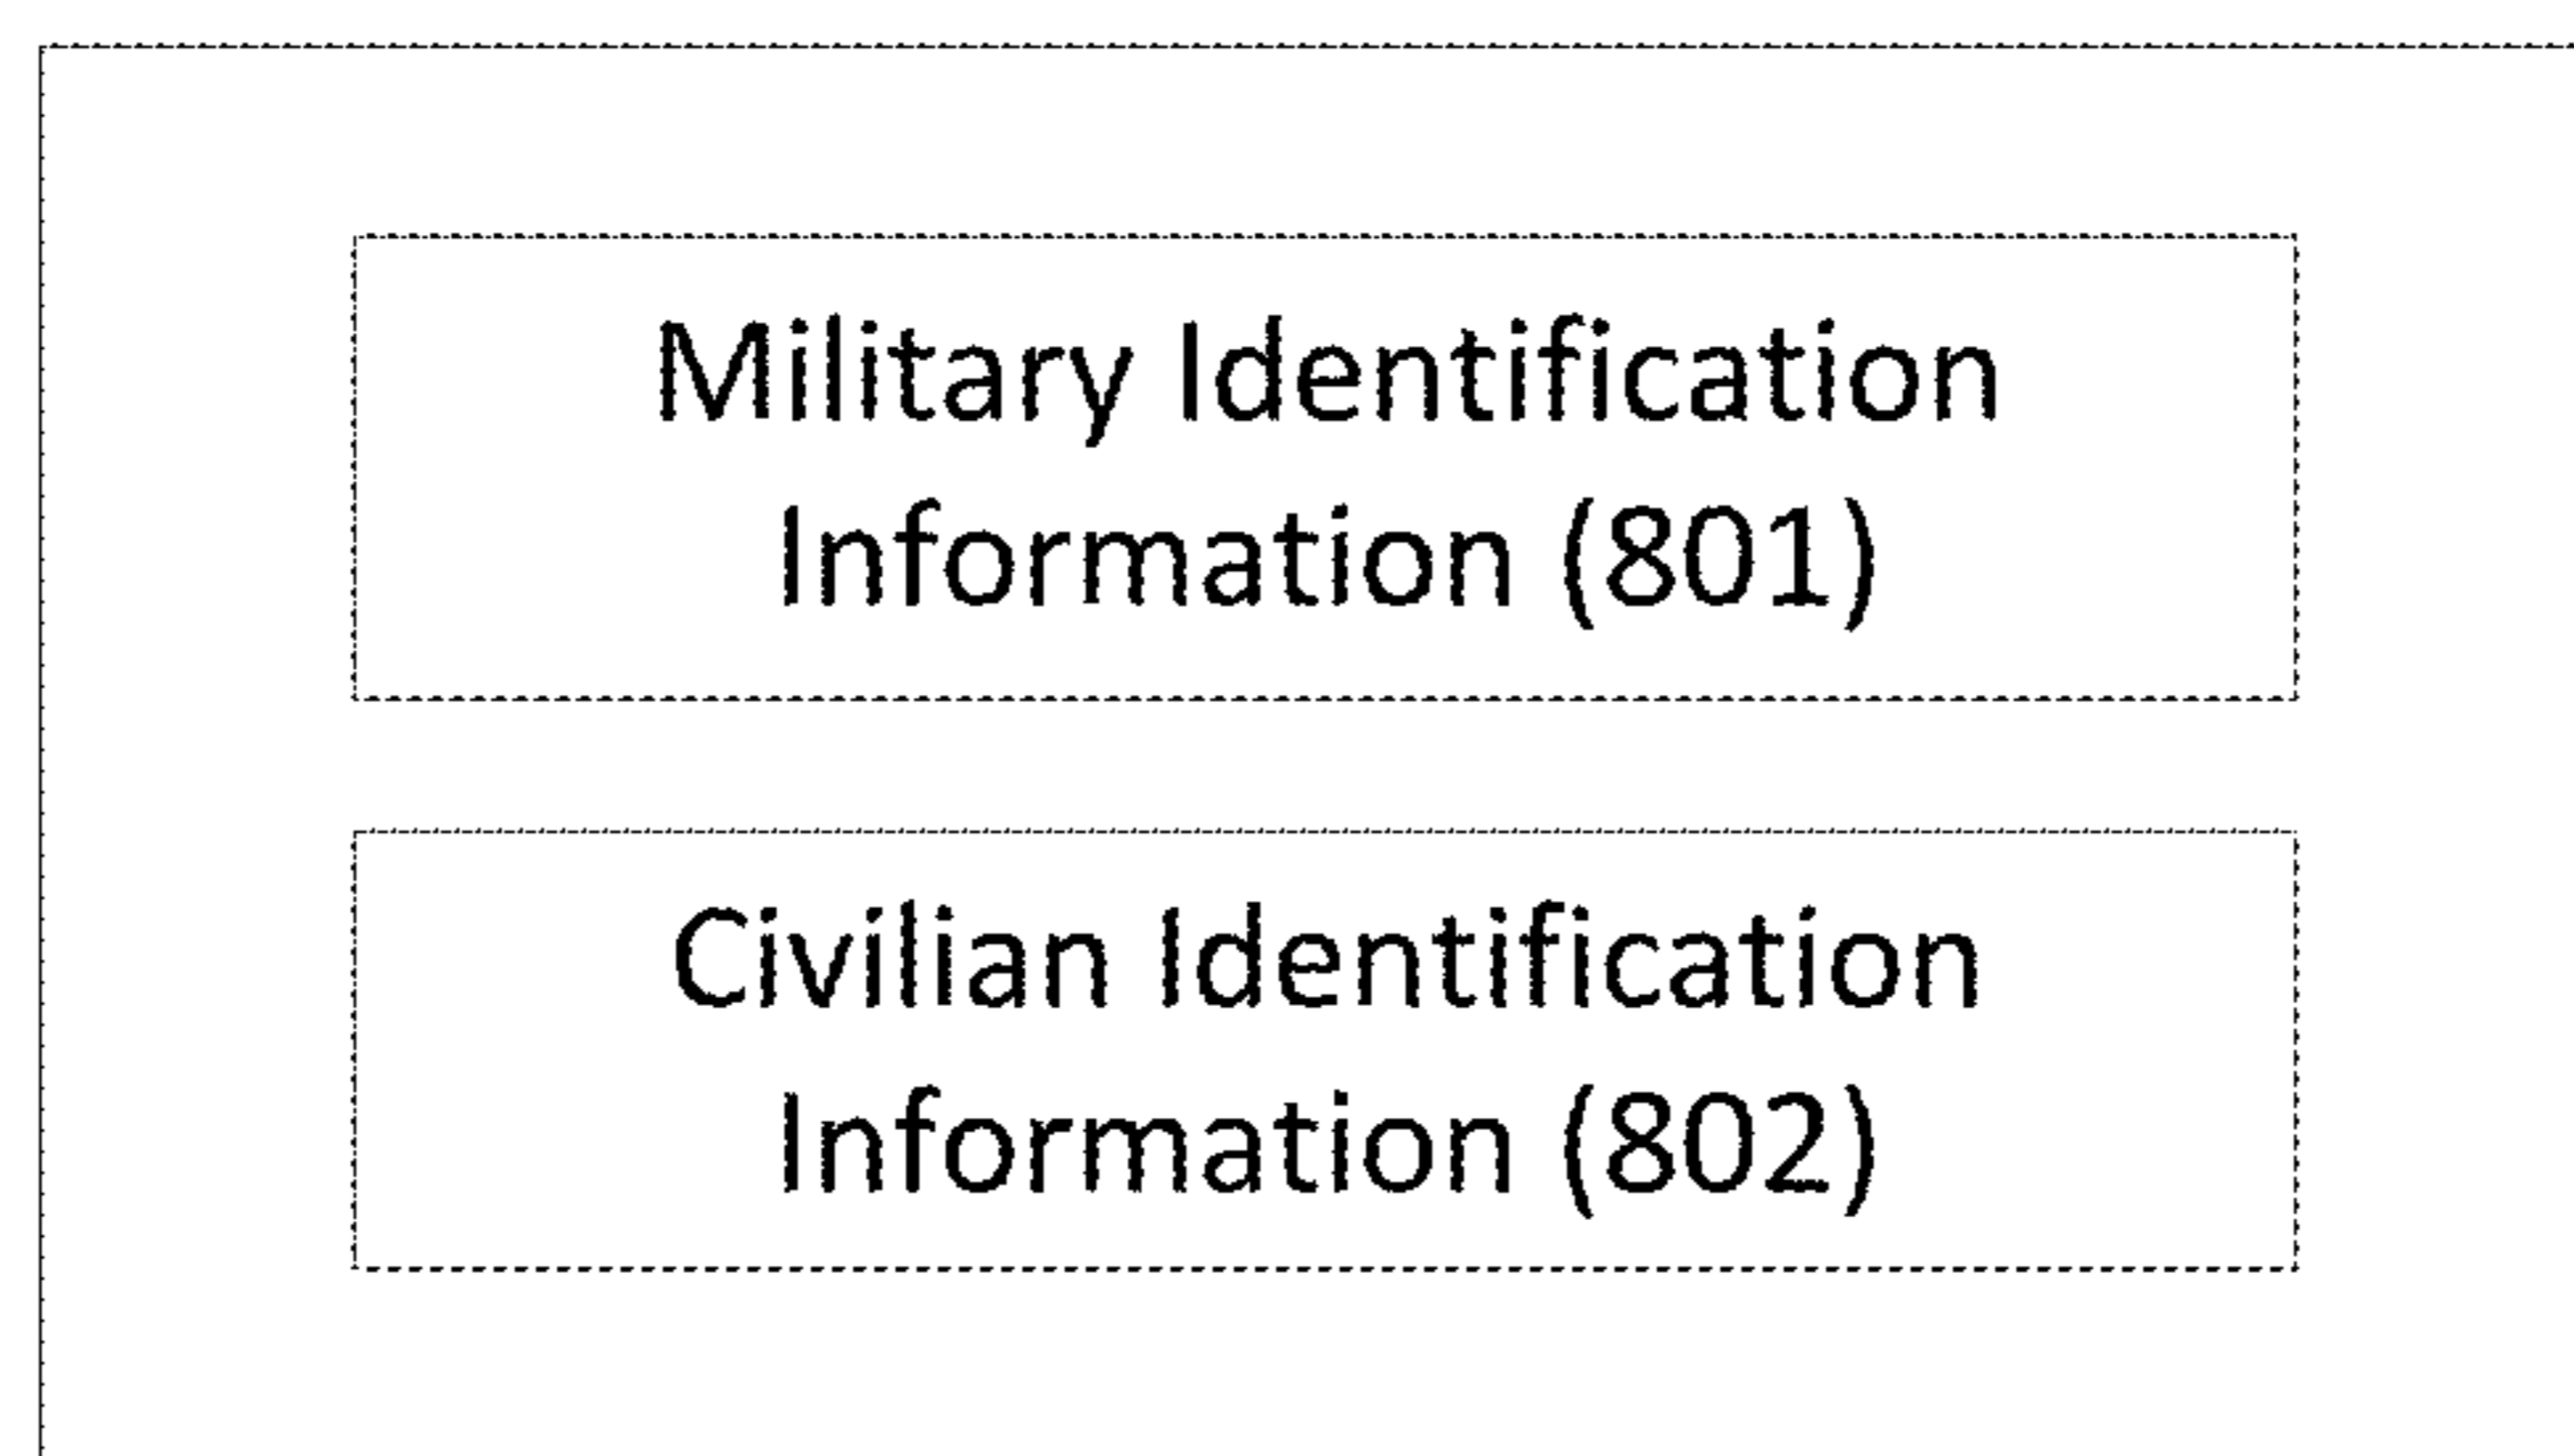 Military Identification
Information (801)
Civilian Identification
Information (802)